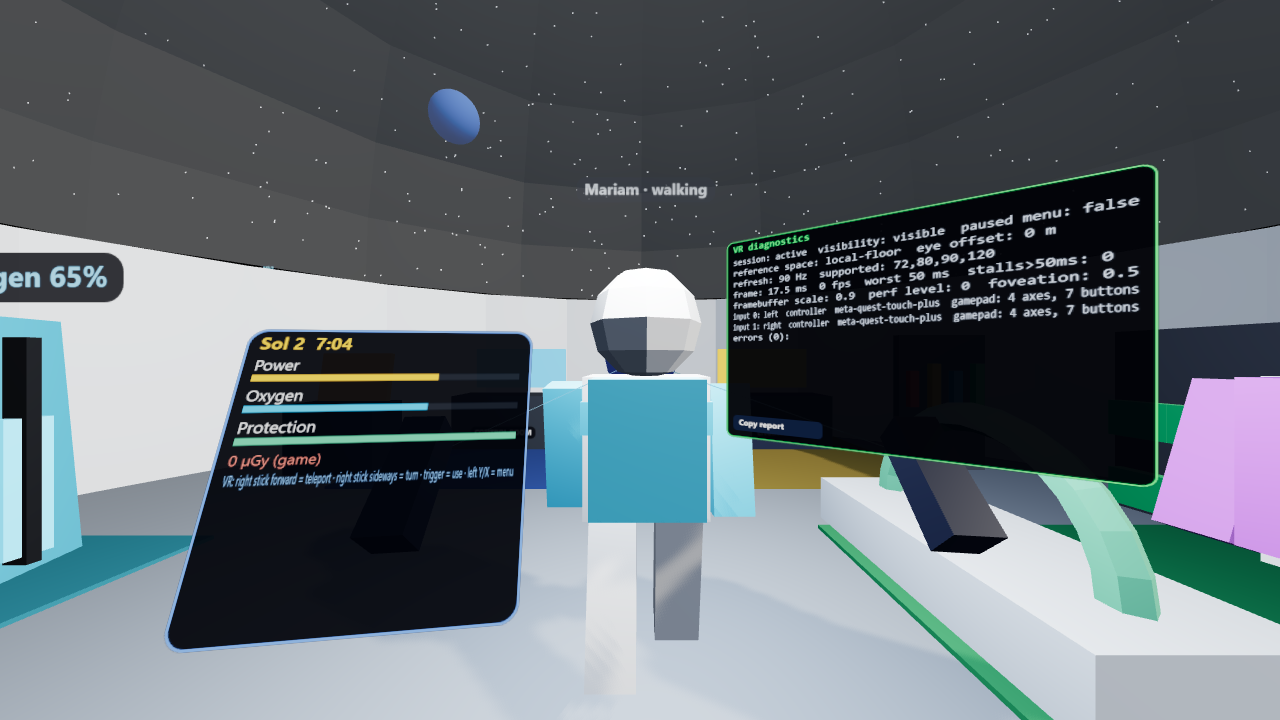 Mariam · walking
gen 65%
Sol 2 7:04
Power
Oxygen
Protection
0 µGy (game)
VR: right stick forward = teleport · right stick sideways = turn · trigger = use · left Y/X = menu
VR diagnostics
session: active visibility: visible paused menu: false
reference space: local-floor eye offset: 0 m
refresh: 90 Hz supported: 72,80,90,120
frame: 17.5 ms 0 fps worst 50 ms stalls>50ms: 0
framebuffer scale: 0.9 perf level: 0 foveation: 0.5
input 0: left controller meta-quest-touch-plus gamepad: 4 axes, 7 buttons
input 1: right controller meta-quest-touch-plus gamepad: 4 axes, 7 buttons
errors (0):
Copy report